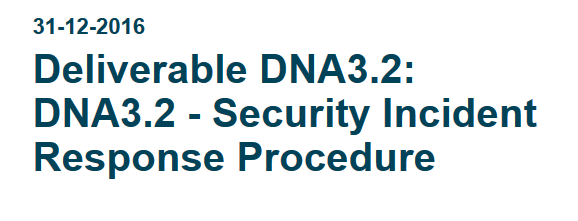 31-12-2016
Deliverable DNA3.2:
DNA3.2 - Security Incident
Response Procedure